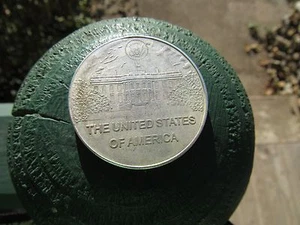 THE UNITED STATES
OF AMERICA